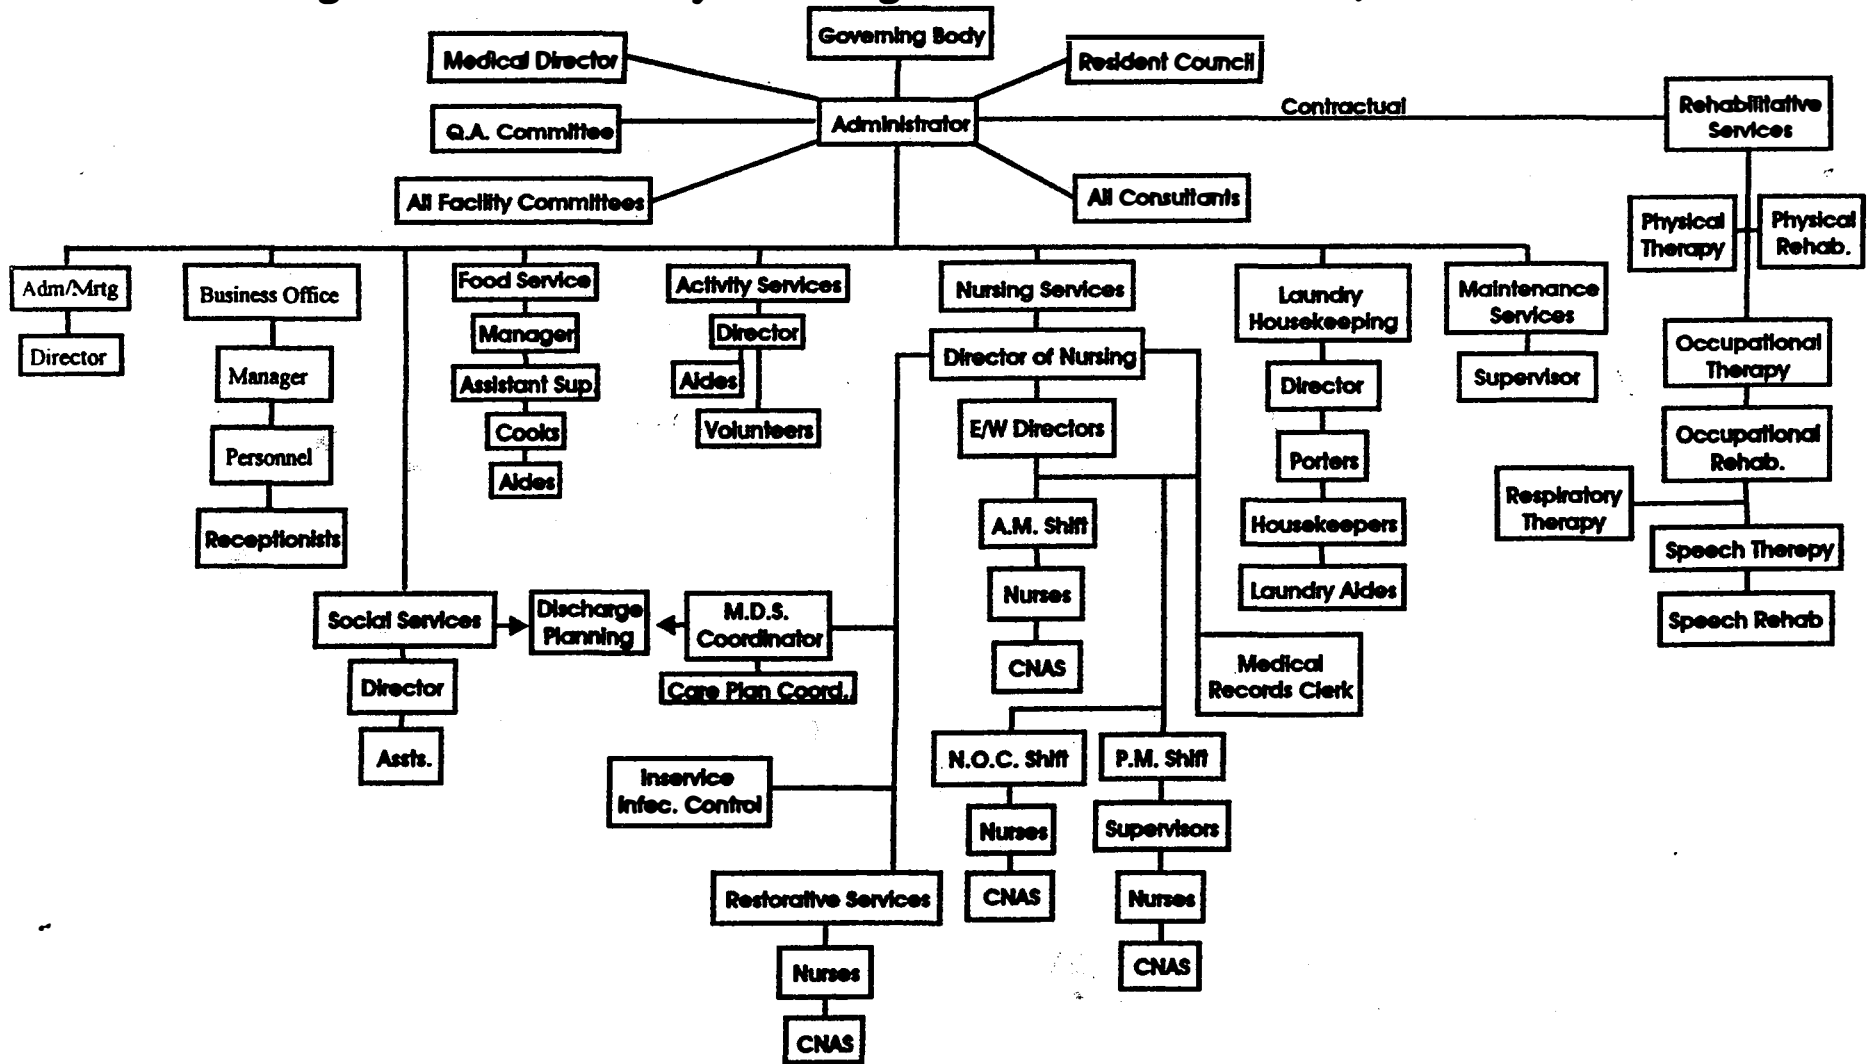 Governing Body
Medical Director
Resident Council
Contractual
Rehabilitative
Services
Administrator
Q.A. Committee
All Facility Committees
All Consultants
Physical
Therapy
Physical
Rehab.
Adm/Mrtg
Director
Business Office
Manager
Personnel
Receptionists
Food Service
Manager
Assistant Sup.
Cooks
Aides
Activity Services
Director
Aides
Volunteers
Nursing Services
Director of Nursing
E/W Directors
A.M. Shift
Nurses
CNAS
Laundry
Housekeeping
Director
Porters
Housekeepers
Laundry Aides
Maintenance
Services
Supervisor
Occupational
Therapy
Occupational
Rehab.
Respiratory
Therapy
Speech Therepy
Speech Rehab
Social Services
Director
Assts.
Discharge
Planning
M.D.S.
Coordinator
Care Plan Coord.
Medical
Records Clerk
Inservice
Infec. Control
N.O.C. Shift
Nurses
CNAS
P.M. Shift
Supervisors
Nurses
CNAS
Restorative Services
Nurses
CNAS